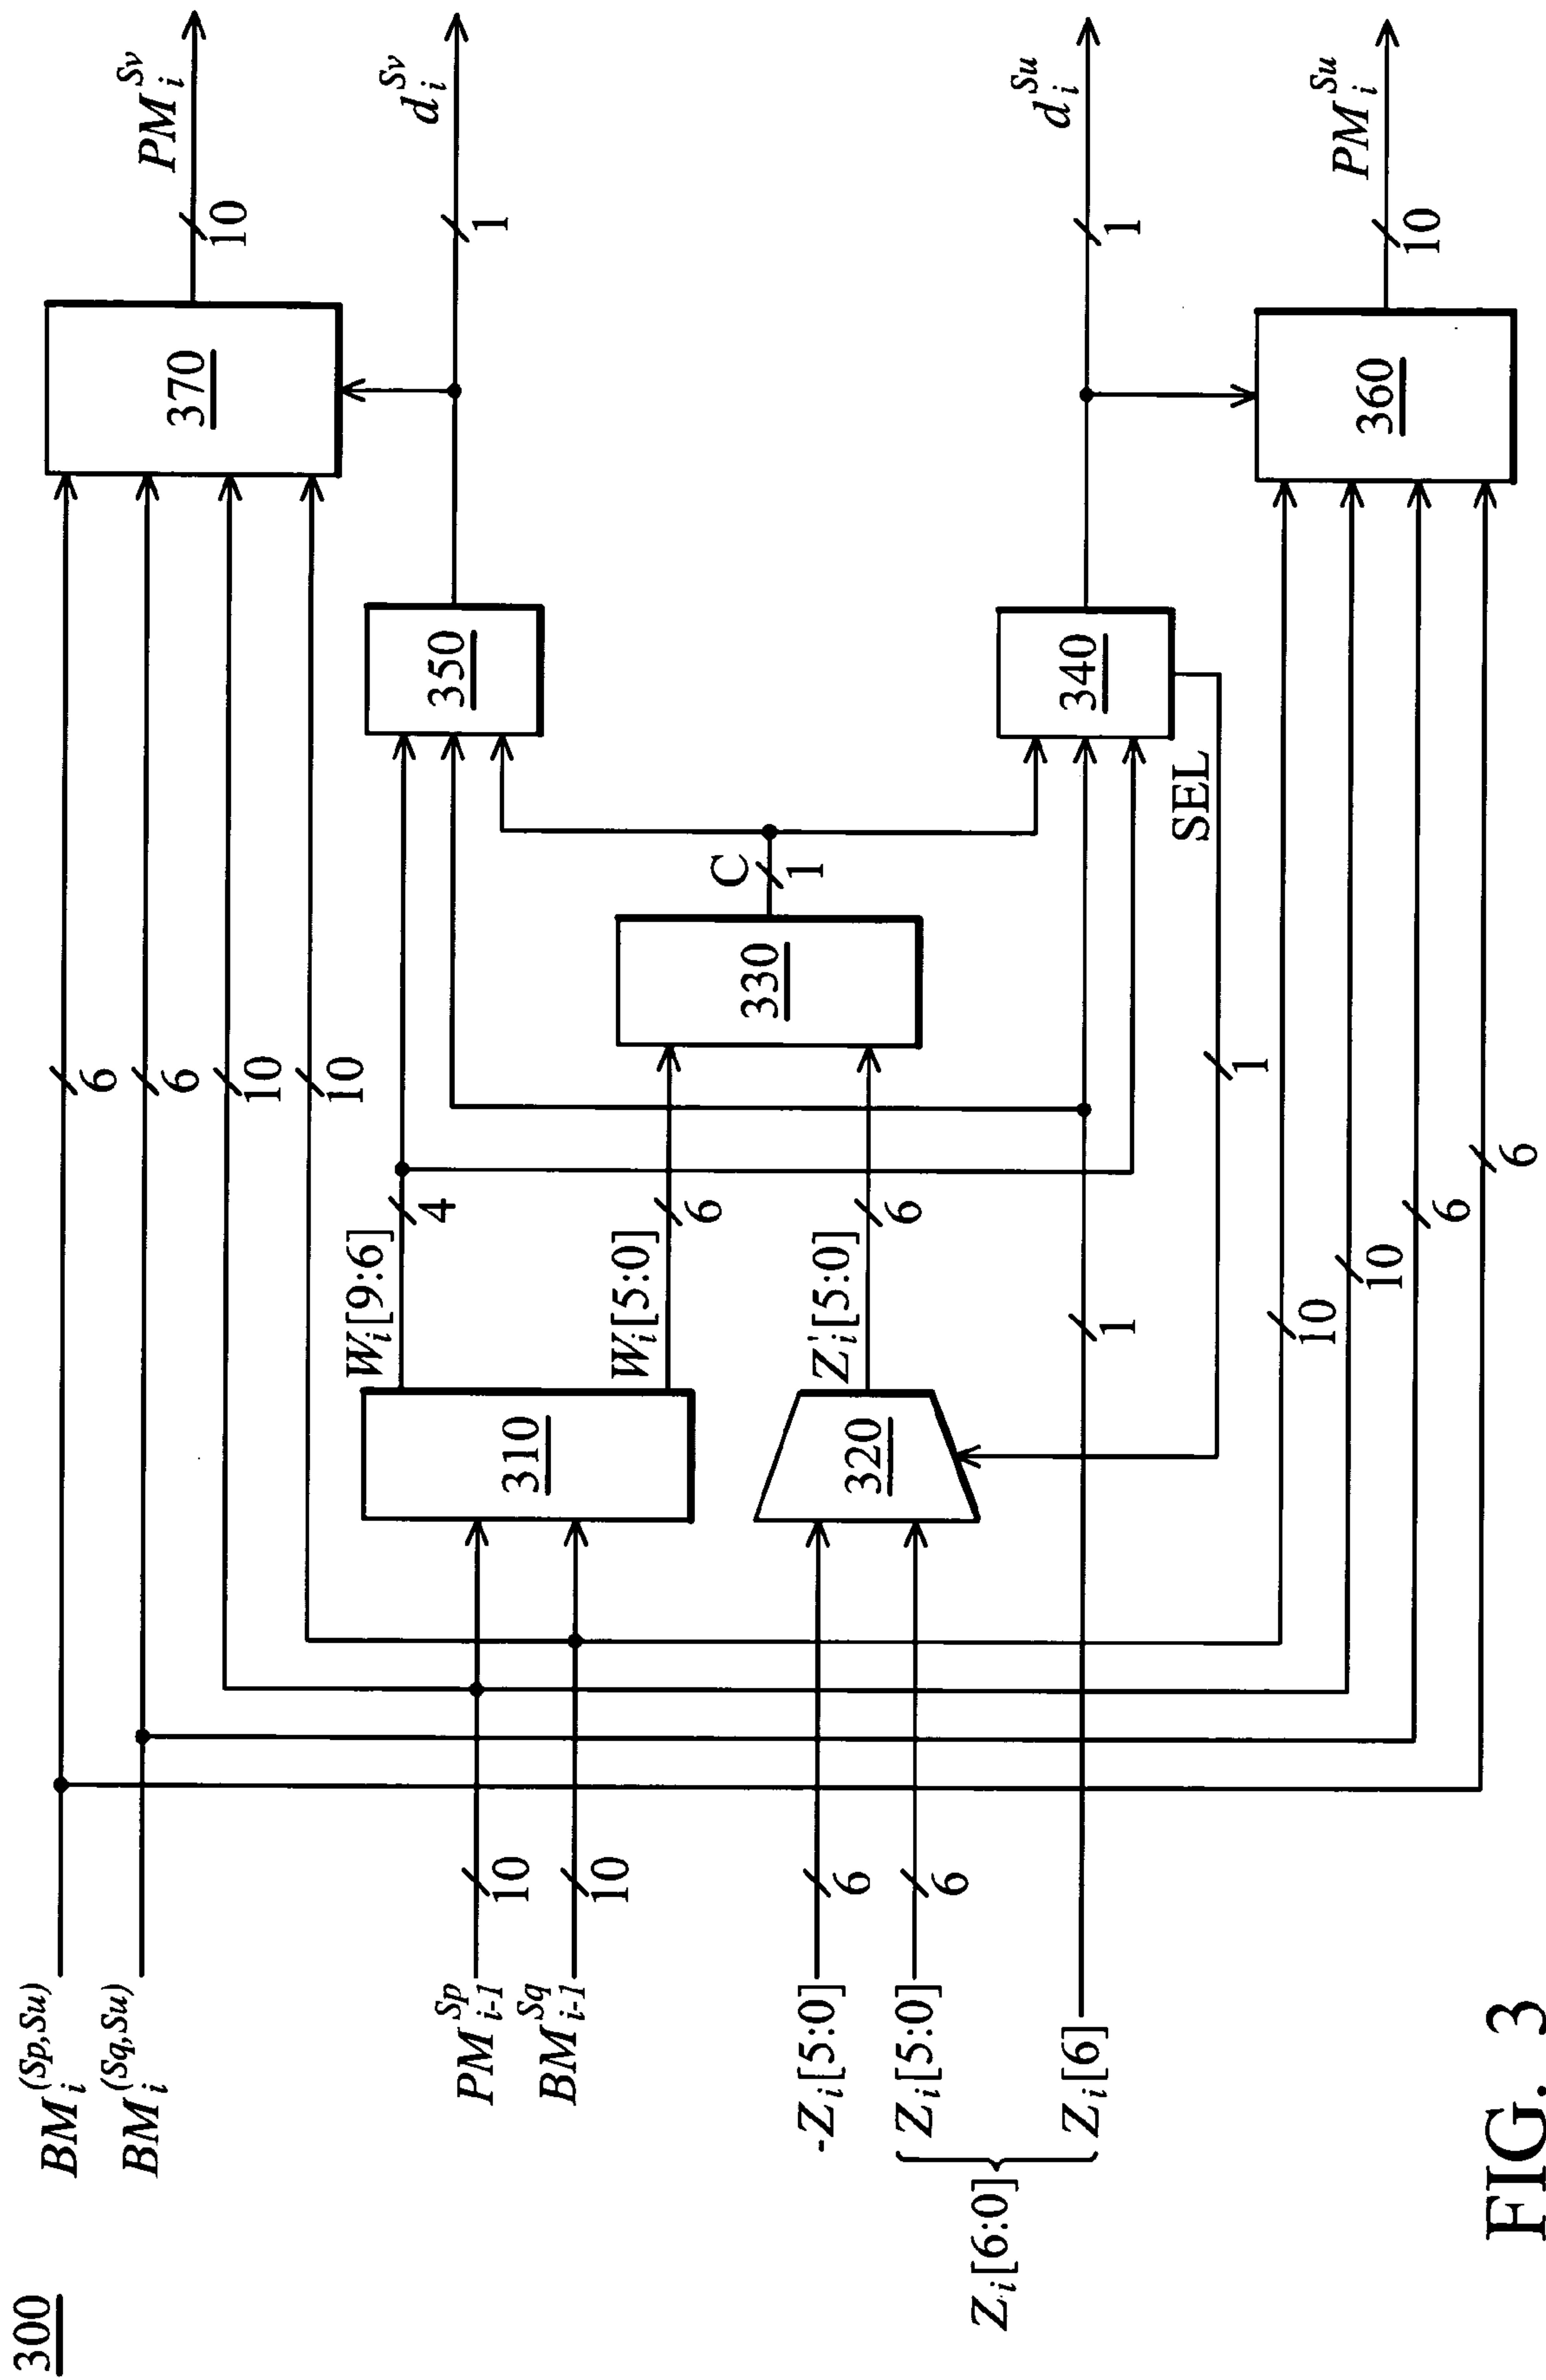 300
BM_i^(Sp,Su)
BM_i^(Sq,Su)
PM_{i-1}^{Sp}
BM_{i-1}^{Sq}
-Z_i[5:0]
Z_i[5:0]
Z_i[6]
Z_i[6:0]
10
10
6
6
310
320
W_i[9:6]
4
W_i[5:0]
6
Z'_i[5:0]
6
1
10
10
6
6
6
6
10
10
330
C
1
SEL
1
350
340
370
360
PM_i^{Sv}
10
d_i^{Sv}
1
d_i^{Su}
1
PM_i^{Su}
10
FIG. 3